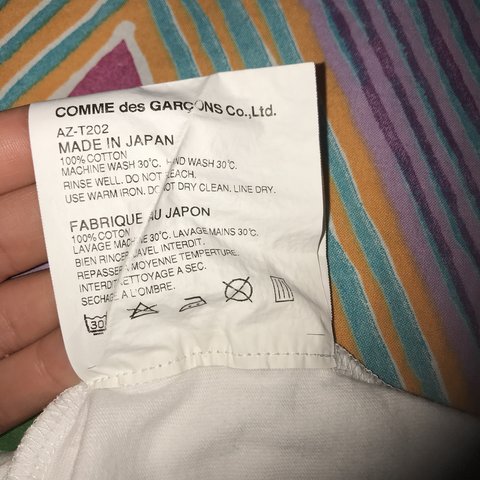 COMME des GARÇONS Co.,Ltd.
AZ-T202
MADE IN JAPAN
100% COTTON
MACHINE WASH 30℃. HAND WASH 30℃.
RINSE WELL. DO NOT BLEACH.
USE WARM IRON. DO NOT DRY CLEAN. LINE DRY.
FABRIQUE AU JAPON
100% COTON
LAVAGE MACHINE 30℃. LAVAGE MAINS 30℃.
BIEN RINCER. JAVEL INTERDIT.
REPASSER MOYENNE TEMPERTURE.
INTERDIT NETTOYAGE A SEC.
SECHAGE A L'OMBRE.
30